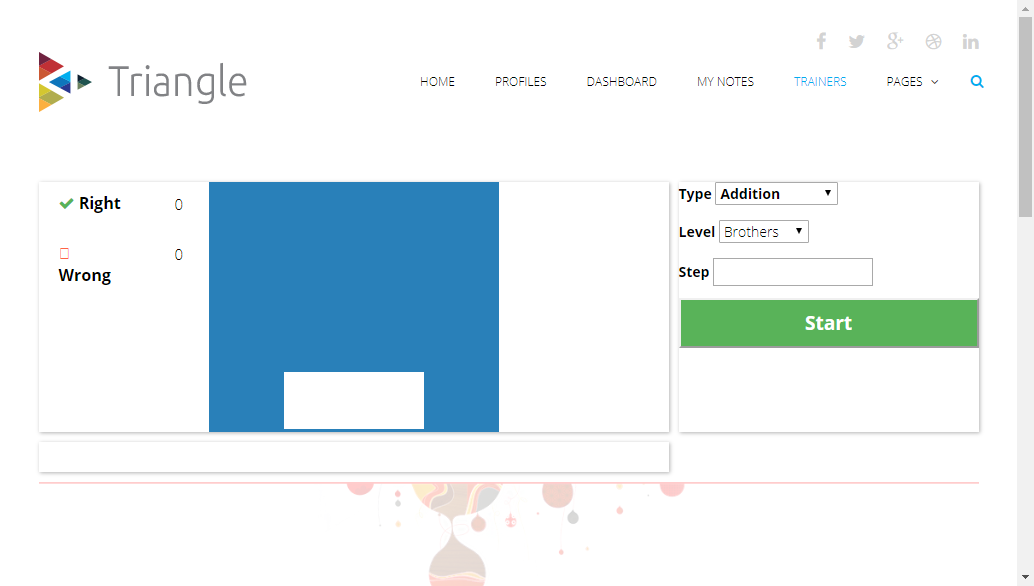 Triangle
HOME PROFILES DASHBOARD MY NOTES TRAINERS PAGES
Right 0
0
Wrong
Type Addition
Level Brothers
Step
Start